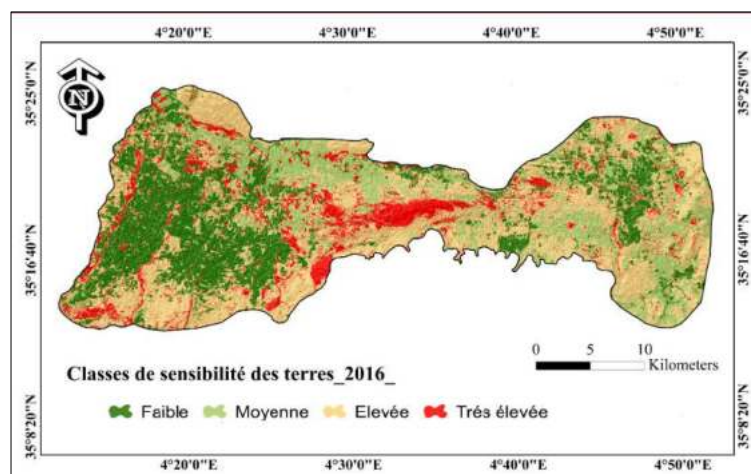 4°20'0"E 4°30'0"E 4°40'0"E 4°50'0"E
35°25'0"N 35°25'0"N
N
35°16'40"N 35°16'40"N
0 5 10
Kilometers
Classes de sensibilité des terres_2016_
Faible Moyenne Elevée Trés élevée
35°8'20"N 35°8'20"N
4°20'0"E 4°30'0"E 4°40'0"E 4°50'0"E